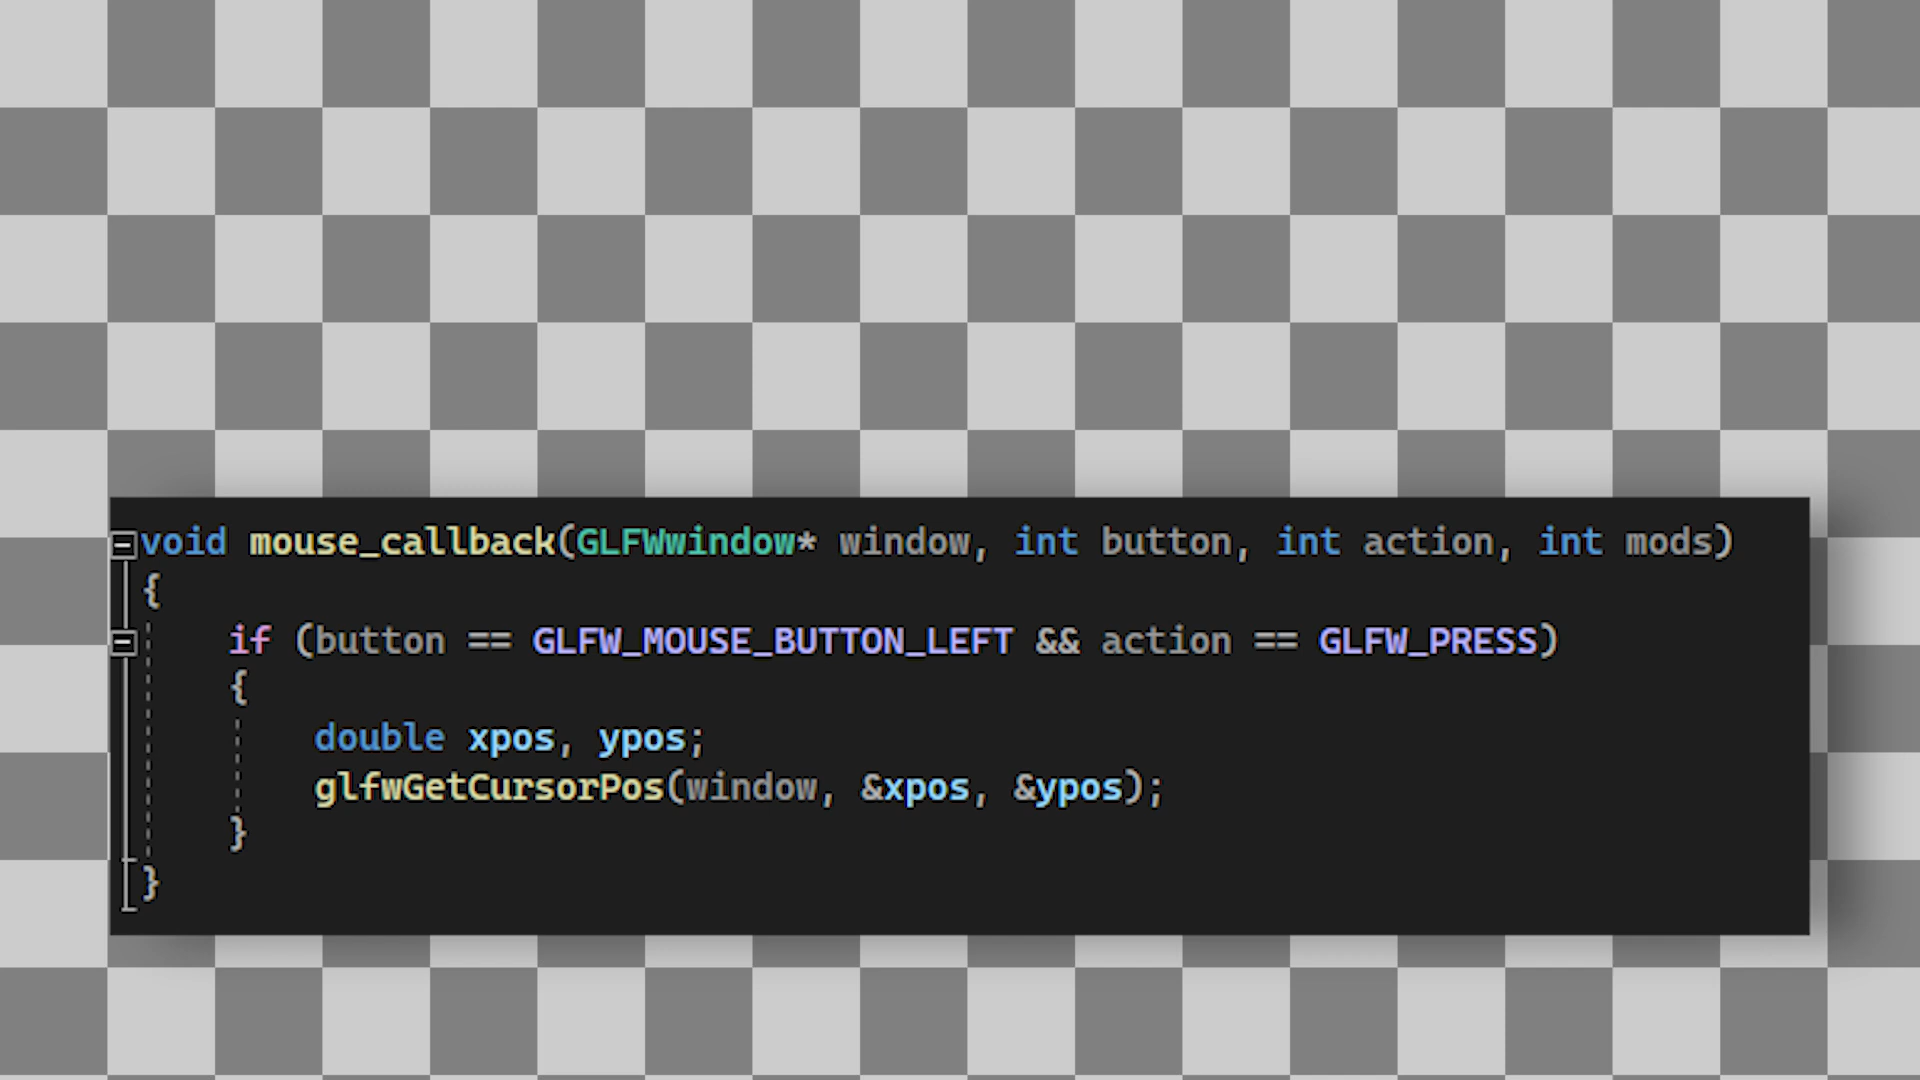 void mouse_callback(GLFWwindow* window, int button, int action, int mods)
{
if (button == GLFW_MOUSE_BUTTON_LEFT && action == GLFW_PRESS)
{
double xpos, ypos;
glfwGetCursorPos(window, &xpos, &ypos);
}
}